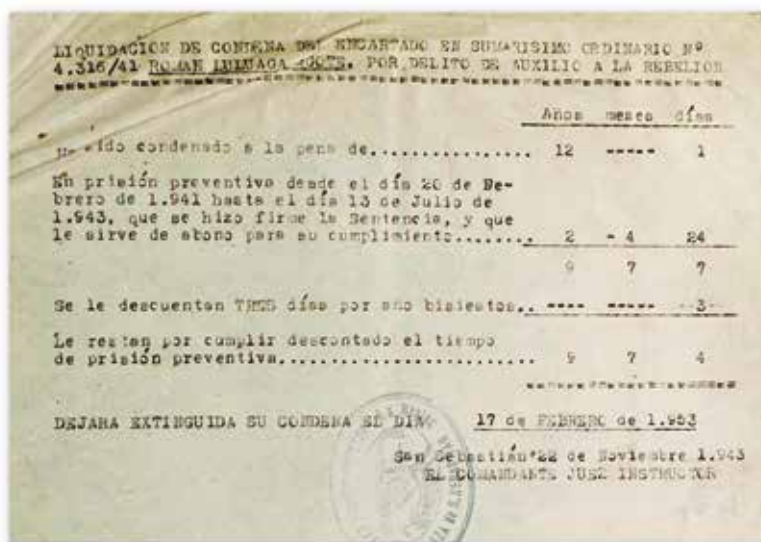 LIQUIDACION DE CONDENA DEL ENCARTADO EN SUMARISIMO ORDINARIO Nº
4.316/41 ROMAN LUIUAGA GOTE. POR DELITO DE AUXILIO A LA REBELION
Años meses días
sido condenado a la pena de................ 12 ----- 1
En prisión preventiva desde el día 20 de Fe-
brero de 1.941 hasta el día 13 de Julio de
1.943, que se hizo firme la Sentencia, y que
le sirve de abono para su cumplimiento....... 2 - 4 24
9 7 7
Se le descuentan TRES días por año bisiestos.. ---- ----- 3
Le restan por cumplir descontado el tiempo
de prisión preventiva....................... 9 7 4
DEJARA EXTINGUIDA SU CONDENA EL DIA 17 de FEBRERO de 1.953
San Sebastián 22 de Noviembre 1.943
EL COMANDANTE JUEZ INSTRUCTOR